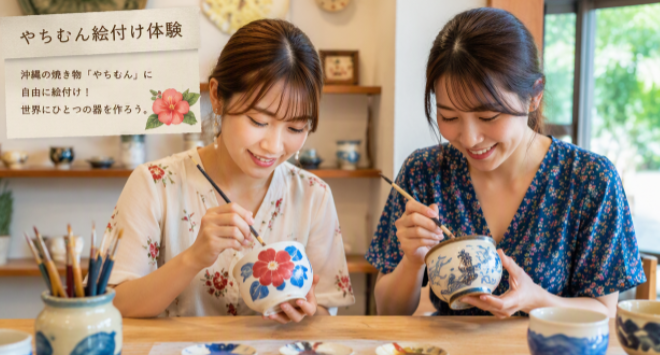 やちむん絵付け体験
沖縄の焼き物「やちむん」に
自由に絵付け！
世界にひとつの器を作ろう。